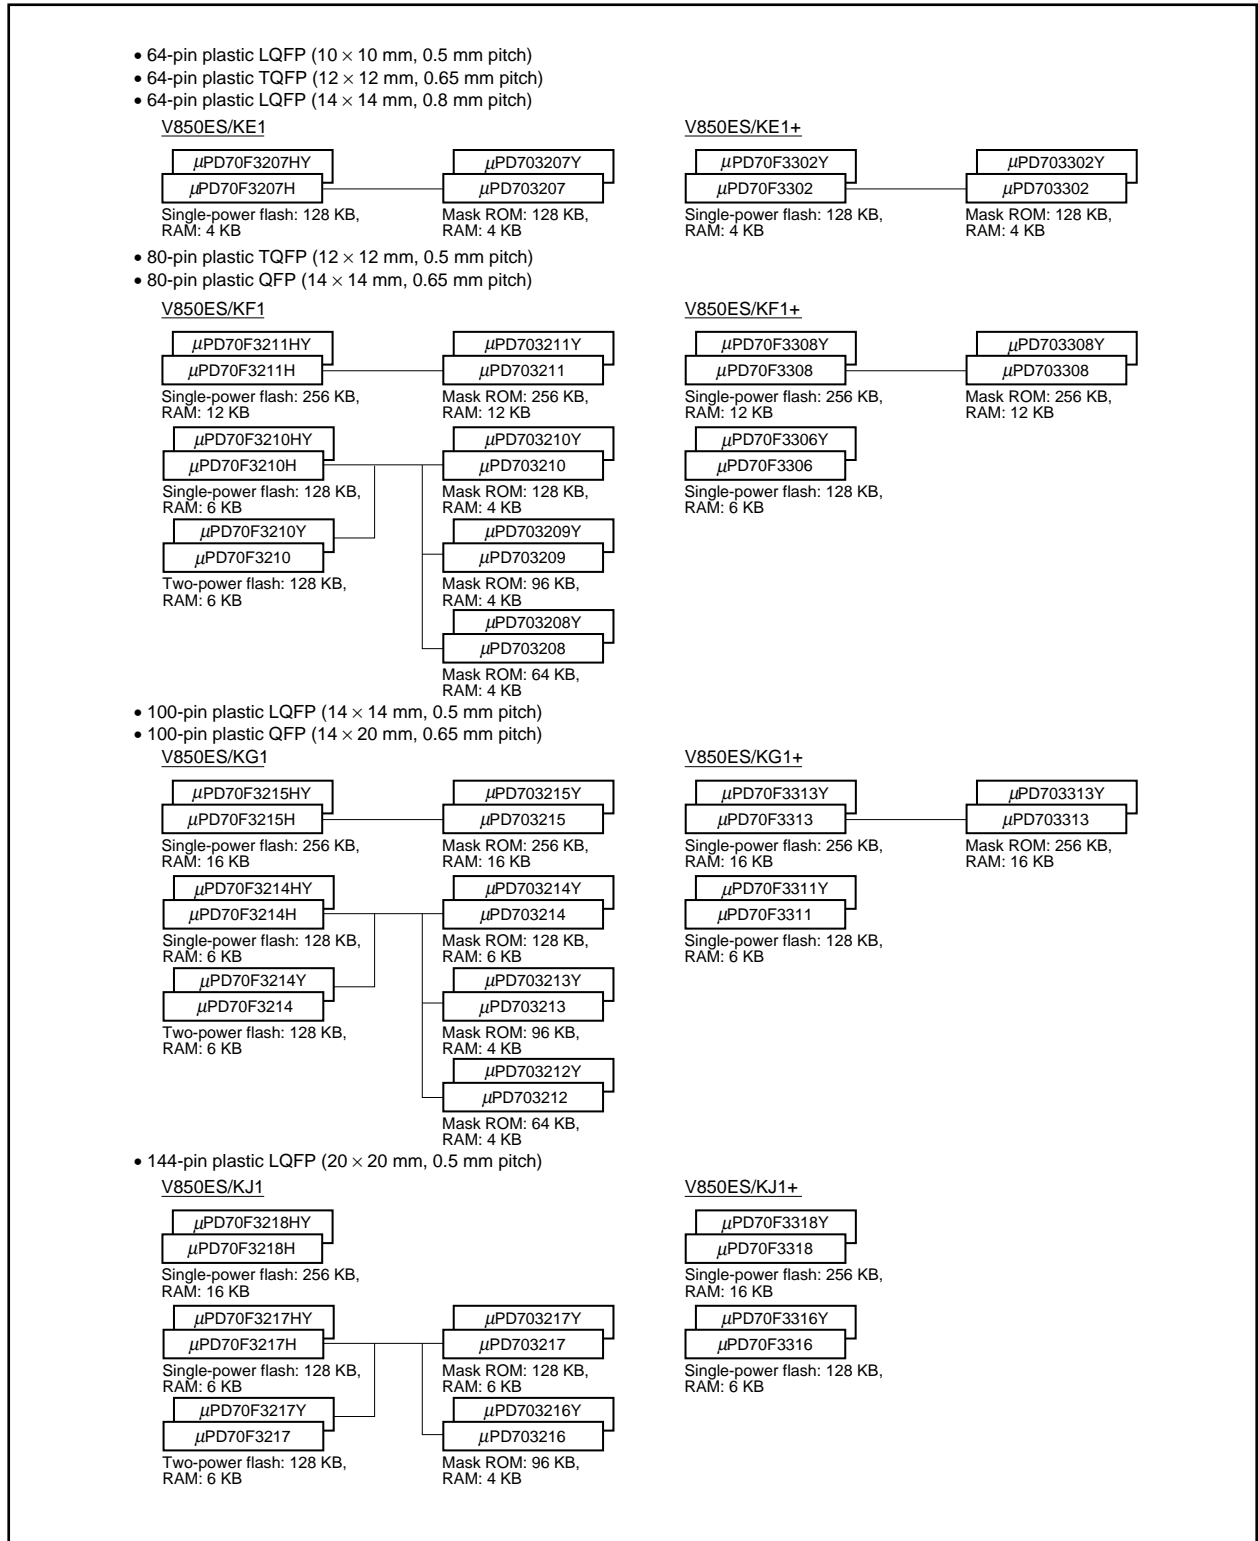 • 64-pin plastic LQFP (10 × 10 mm, 0.5 mm pitch)
• 64-pin plastic TQFP (12 × 12 mm, 0.65 mm pitch)
• 64-pin plastic LQFP (14 × 14 mm, 0.8 mm pitch)
V850ES/KE1
μPD70F3207HY
μPD70F3207H
Single-power flash: 128 KB,
RAM: 4 KB
μPD703207Y
μPD703207
Mask ROM: 128 KB,
RAM: 4 KB
V850ES/KE1+
μPD70F3302Y
μPD70F3302
Single-power flash: 128 KB,
RAM: 4 KB
μPD703302Y
μPD703302
Mask ROM: 128 KB,
RAM: 4 KB
• 80-pin plastic TQFP (12 × 12 mm, 0.5 mm pitch)
• 80-pin plastic QFP (14 × 14 mm, 0.65 mm pitch)
V850ES/KF1
μPD70F3211HY
μPD70F3211H
Single-power flash: 256 KB,
RAM: 12 KB
μPD703211Y
μPD703211
Mask ROM: 256 KB,
RAM: 12 KB
μPD70F3210HY
μPD70F3210H
Single-power flash: 128 KB,
RAM: 6 KB
μPD703210Y
μPD703210
Mask ROM: 128 KB,
RAM: 4 KB
μPD70F3210Y
μPD70F3210
Two-power flash: 128 KB,
RAM: 6 KB
μPD703209Y
μPD703209
Mask ROM: 96 KB,
RAM: 4 KB
μPD703208Y
μPD703208
Mask ROM: 64 KB,
RAM: 4 KB
V850ES/KF1+
μPD70F3308Y
μPD70F3308
Single-power flash: 256 KB,
RAM: 12 KB
μPD703308Y
μPD703308
Mask ROM: 256 KB,
RAM: 12 KB
μPD70F3306Y
μPD70F3306
Single-power flash: 128 KB,
RAM: 6 KB
• 100-pin plastic LQFP (14 × 14 mm, 0.5 mm pitch)
• 100-pin plastic QFP (14 × 20 mm, 0.65 mm pitch)
V850ES/KG1
μPD70F3215HY
μPD70F3215H
Single-power flash: 256 KB,
RAM: 16 KB
μPD703215Y
μPD703215
Mask ROM: 256 KB,
RAM: 16 KB
μPD70F3214HY
μPD70F3214H
Single-power flash: 128 KB,
RAM: 6 KB
μPD703214Y
μPD703214
Mask ROM: 128 KB,
RAM: 6 KB
μPD70F3214Y
μPD70F3214
Two-power flash: 128 KB,
RAM: 6 KB
μPD703213Y
μPD703213
Mask ROM: 96 KB,
RAM: 4 KB
μPD703212Y
μPD703212
Mask ROM: 64 KB,
RAM: 4 KB
V850ES/KG1+
μPD70F3313Y
μPD70F3313
Single-power flash: 256 KB,
RAM: 16 KB
μPD703313Y
μPD703313
Mask ROM: 256 KB,
RAM: 16 KB
μPD70F3311Y
μPD70F3311
Single-power flash: 128 KB,
RAM: 6 KB
• 144-pin plastic LQFP (20 × 20 mm, 0.5 mm pitch)
V850ES/KJ1
μPD70F3218HY
μPD70F3218H
Single-power flash: 256 KB,
RAM: 16 KB
μPD70F3217HY
μPD70F3217H
Single-power flash: 128 KB,
RAM: 6 KB
μPD703217Y
μPD703217
Mask ROM: 128 KB,
RAM: 6 KB
μPD70F3217Y
μPD70F3217
Two-power flash: 128 KB,
RAM: 6 KB
μPD703216Y
μPD703216
Mask ROM: 96 KB,
RAM: 4 KB
V850ES/KJ1+
μPD70F3318Y
μPD70F3318
Single-power flash: 256 KB,
RAM: 16 KB
μPD70F3316Y
μPD70F3316
Single-power flash: 128 KB,
RAM: 6 KB